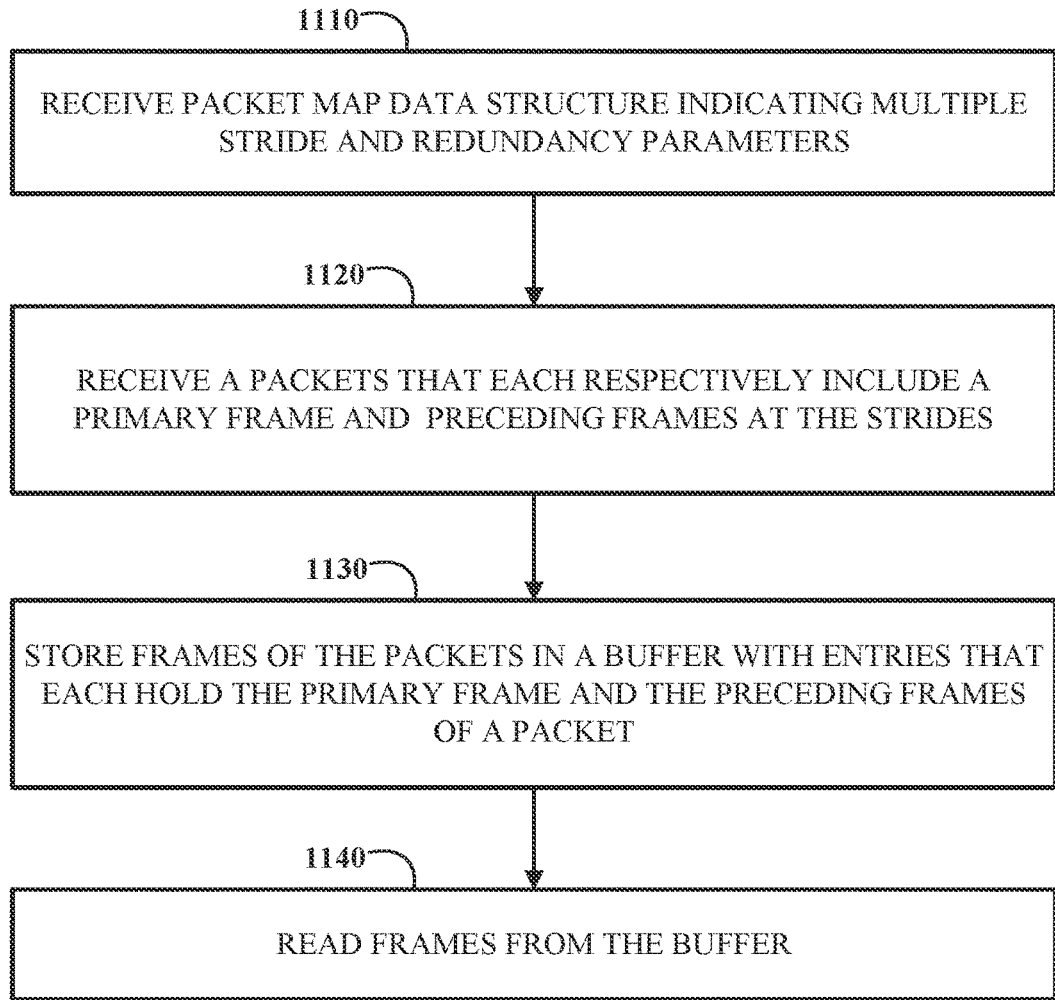 1110
RECEIVE PACKET MAP DATA STRUCTURE INDICATING MULTIPLE
STRIDE AND REDUNDANCY PARAMETERS
1120
RECEIVE A PACKETS THAT EACH RESPECTIVELY INCLUDE A
PRIMARY FRAME AND PRECEDING FRAMES AT THE STRIDES
1130
STORE FRAMES OF THE PACKETS IN A BUFFER WITH ENTRIES THAT
EACH HOLD THE PRIMARY FRAME AND THE PRECEDING FRAMES
OF A PACKET
1140
READ FRAMES FROM THE BUFFER